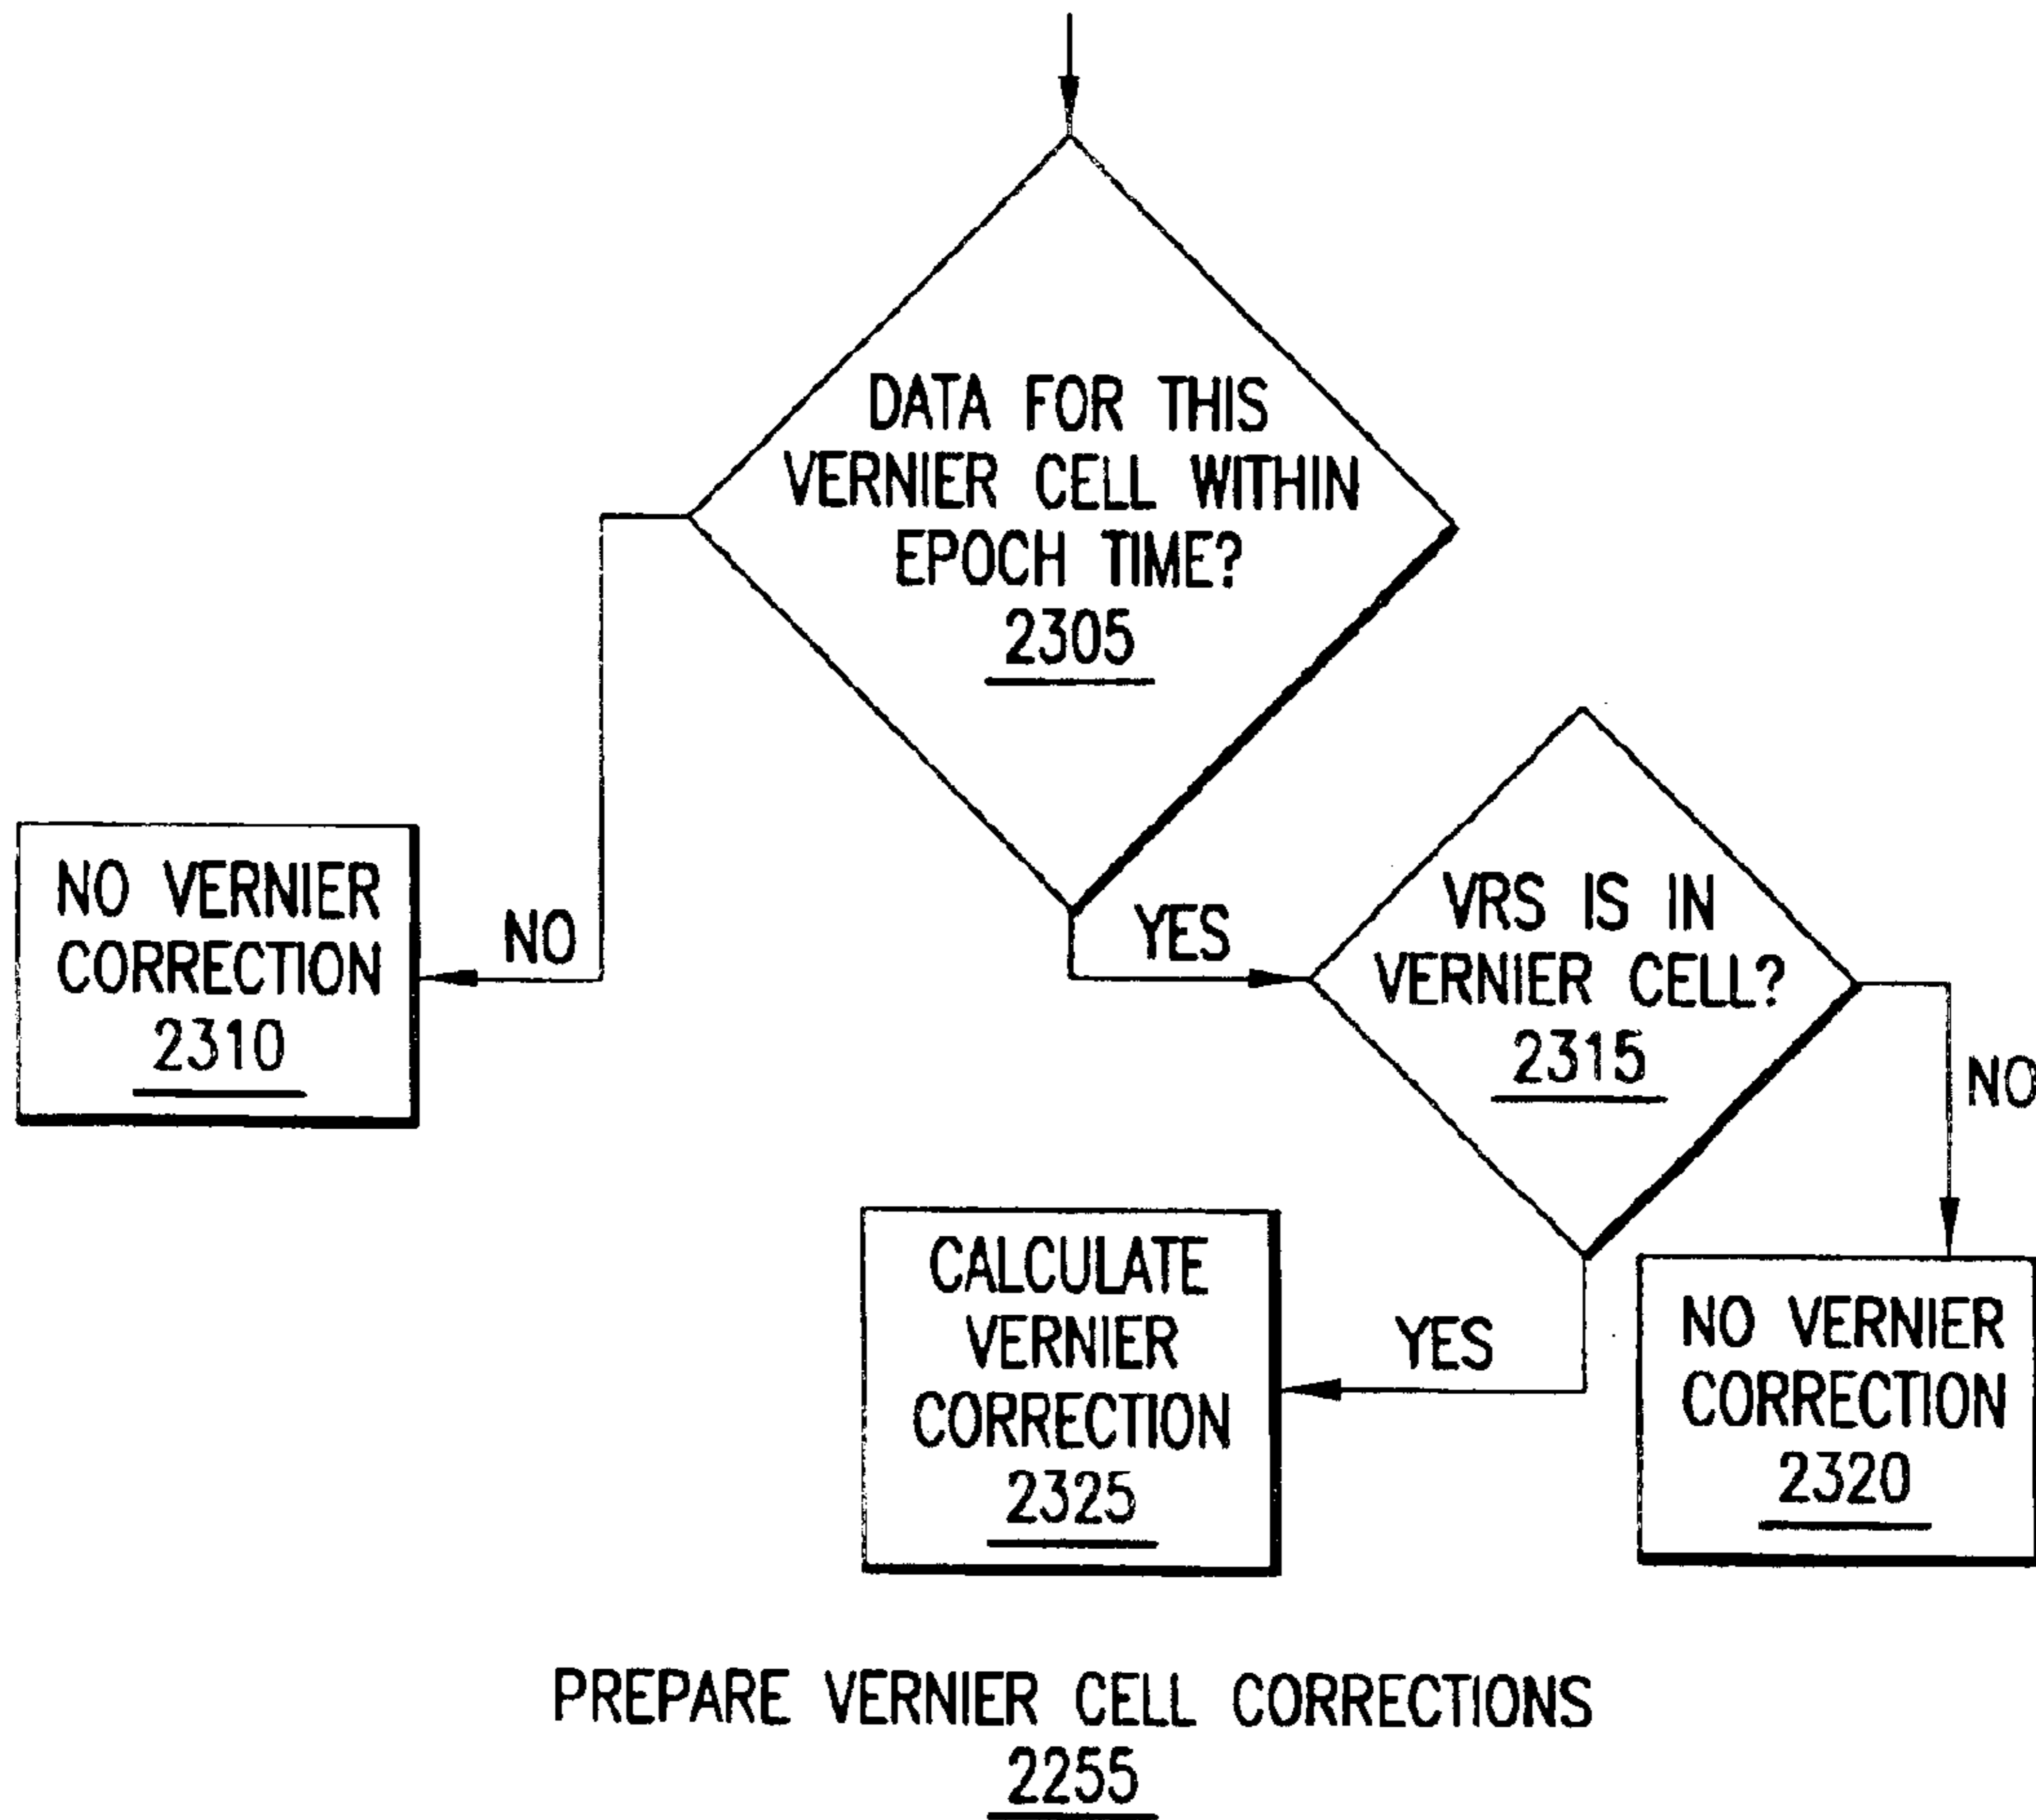 DATA FOR THIS
VERNIER CELL WITHIN
EPOCH TIME?
2305
NO VERNIER
CORRECTION
2310
NO
YES
VRS IS IN
VERNIER CELL?
2315
NO
CALCULATE
VERNIER
CORRECTION
2325
YES
NO VERNIER
CORRECTION
2320
PREPARE VERNIER CELL CORRECTIONS
2255